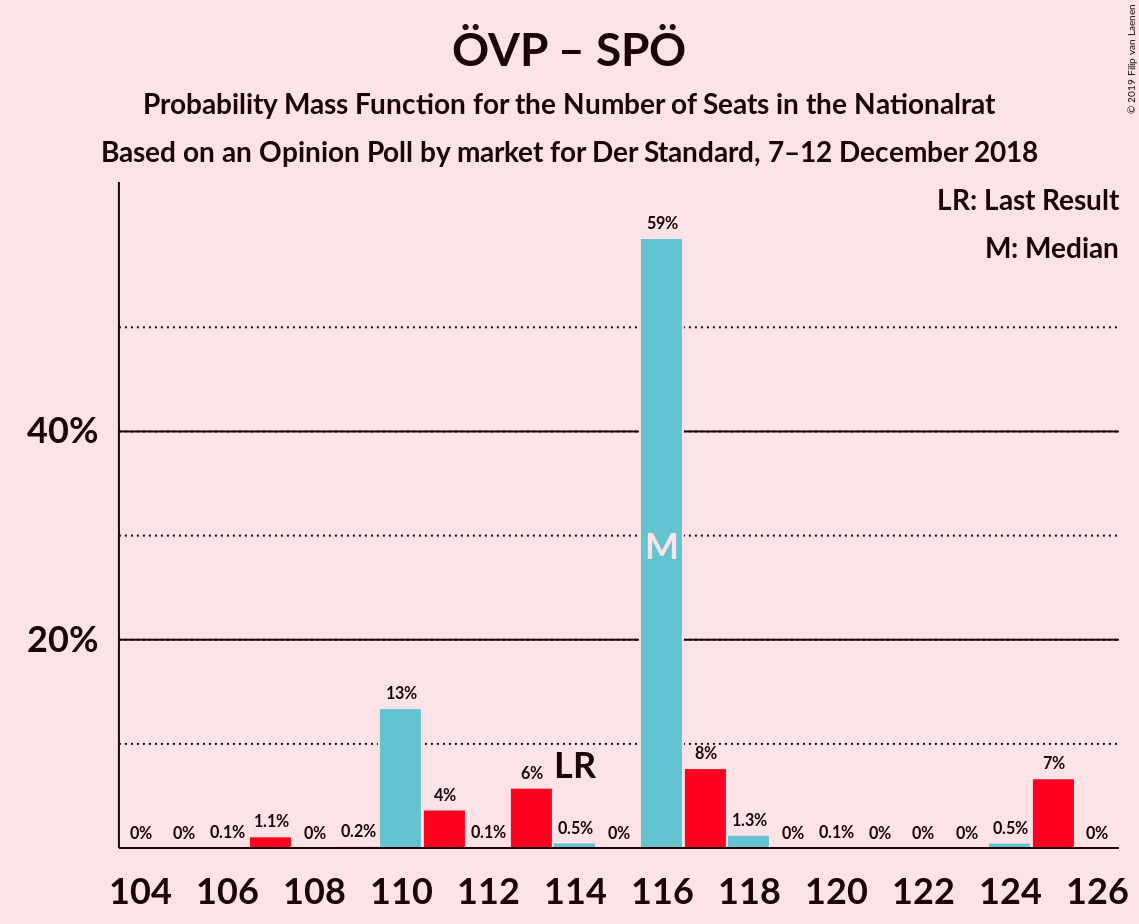 ÖVP – SPÖ
Probability Mass Function for the Number of Seats in the Nationalrat
Based on an Opinion Poll by market for Der Standard, 7–12 December 2018
© 2019 Filip van Laenen
LR: Last Result
M: Median
59%
40%
M
20%
13%
8%
LR
7%
6%
4%
1.1%
1.3%
0% 0% 0.1% 0% 0.2% 0.1% 0.5% 0% 0% 0.1% 0% 0% 0% 0.5% 0%
104 106 108 110 112 114 116 118 120 122 124 126